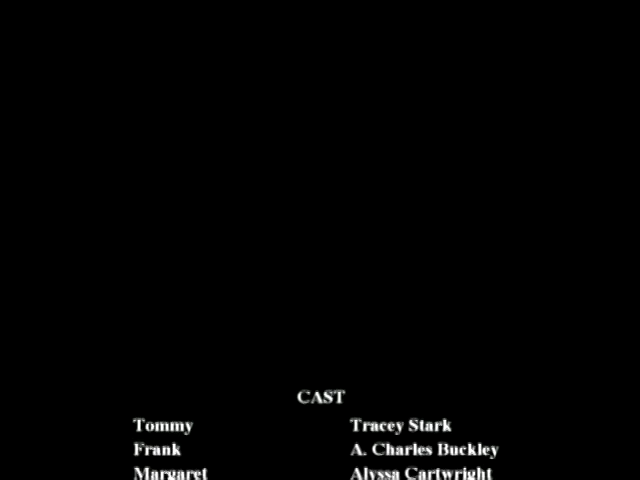 CAST
Tommy Tracey Stark
Frank A. Charles Buckley
Margaret Alyssa Cartwright